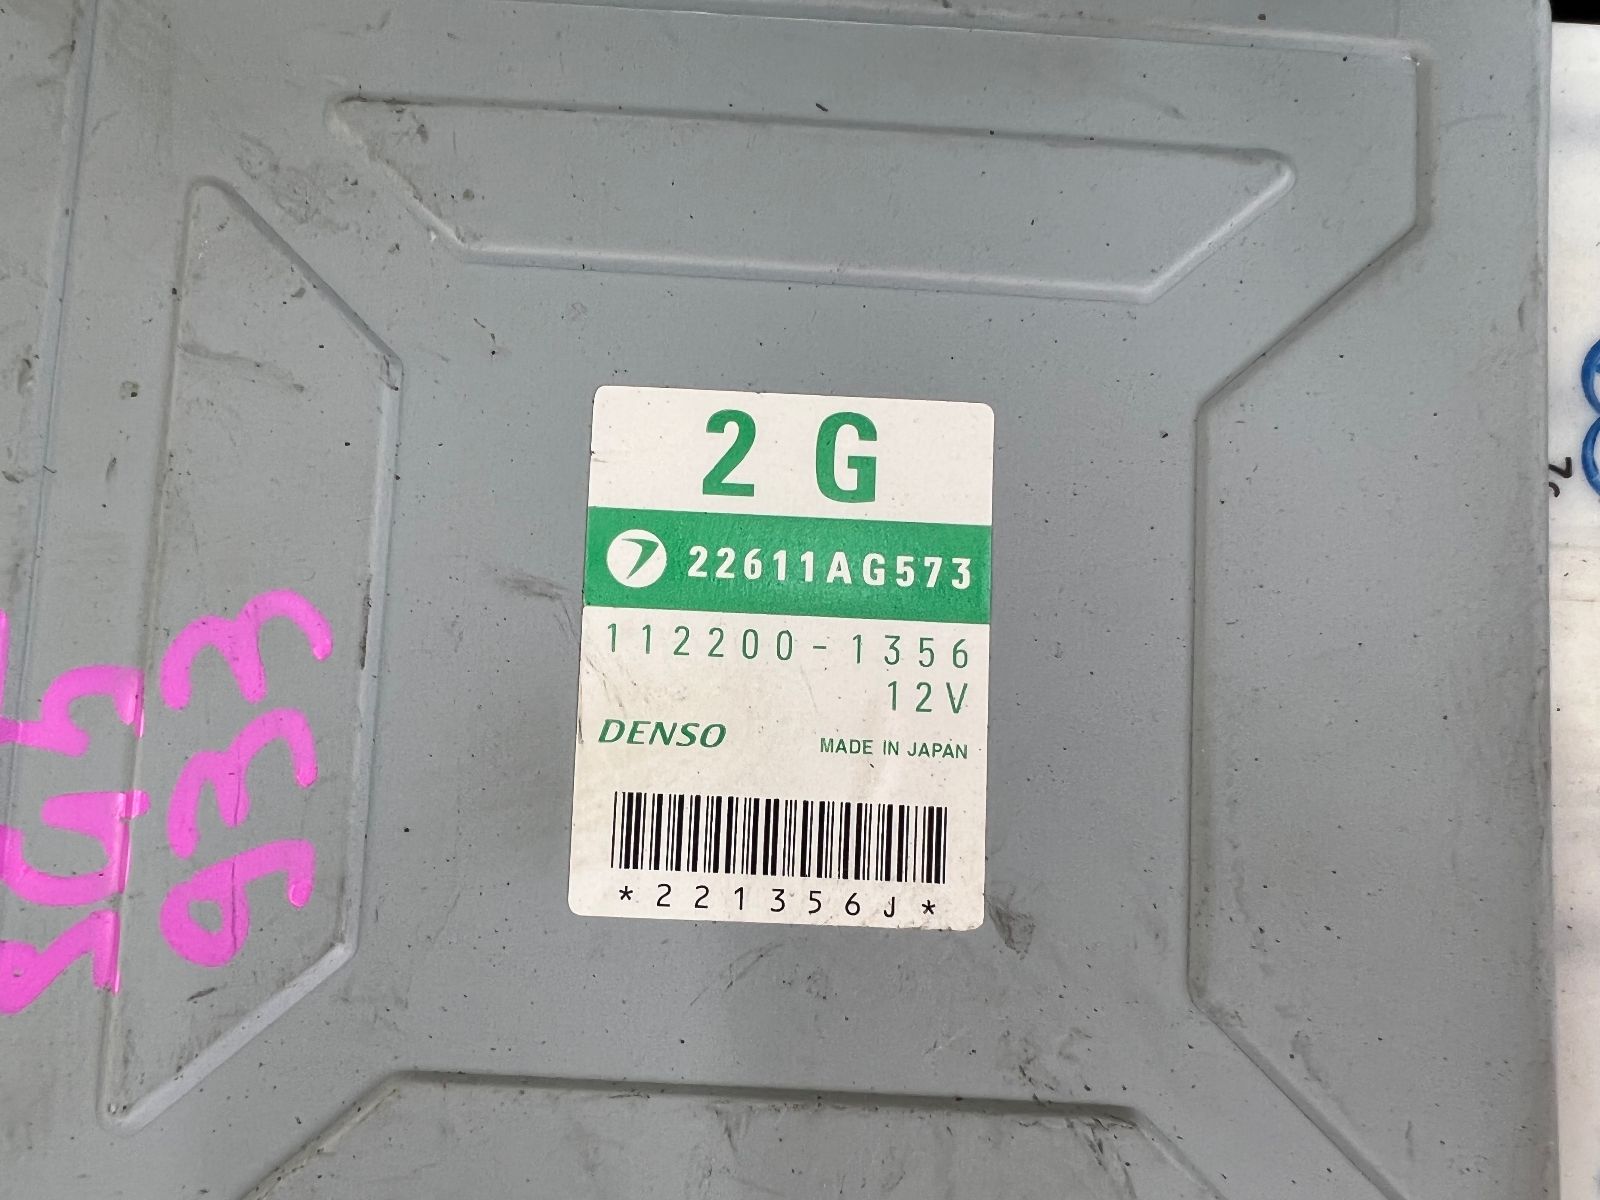 2 G
22611AG573
112200-1356
12V
DENSO
MADE IN JAPAN
*221356J*
933